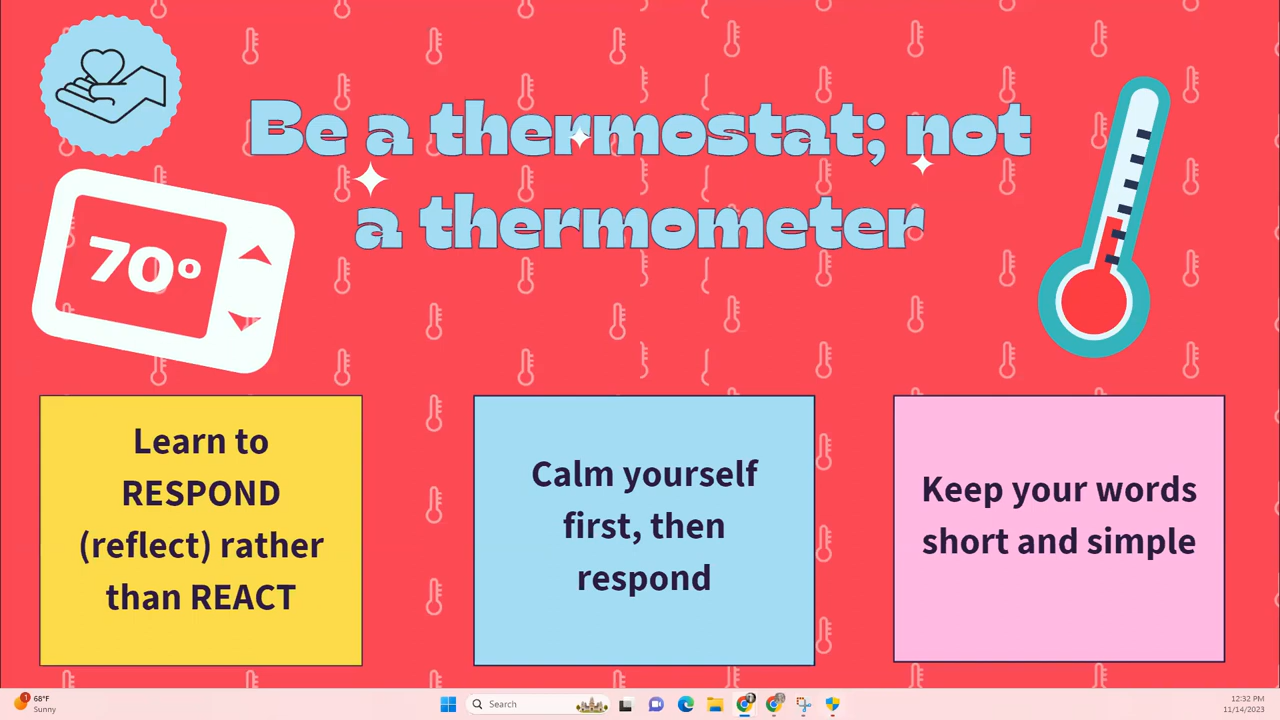 Be a thermostat; not
a thermometer
70°
Learn to
RESPOND
(reflect) rather
than REACT
Calm yourself
first, then
respond
Keep your words
short and simple
1
68°F
Sunny
Search
12:32 PM
11/14/2023